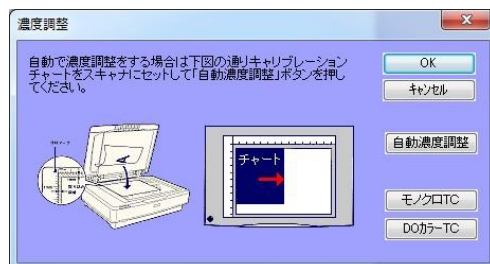 濃度調整
自動で濃度調整をする場合は下図の通りキャリブレーション
チャートをスキャナにセットして「自動濃度調整」ボタンを押し
てください。
OK
キャンセル
自動濃度調整
チャート
モノクロTC
DOカラーTC